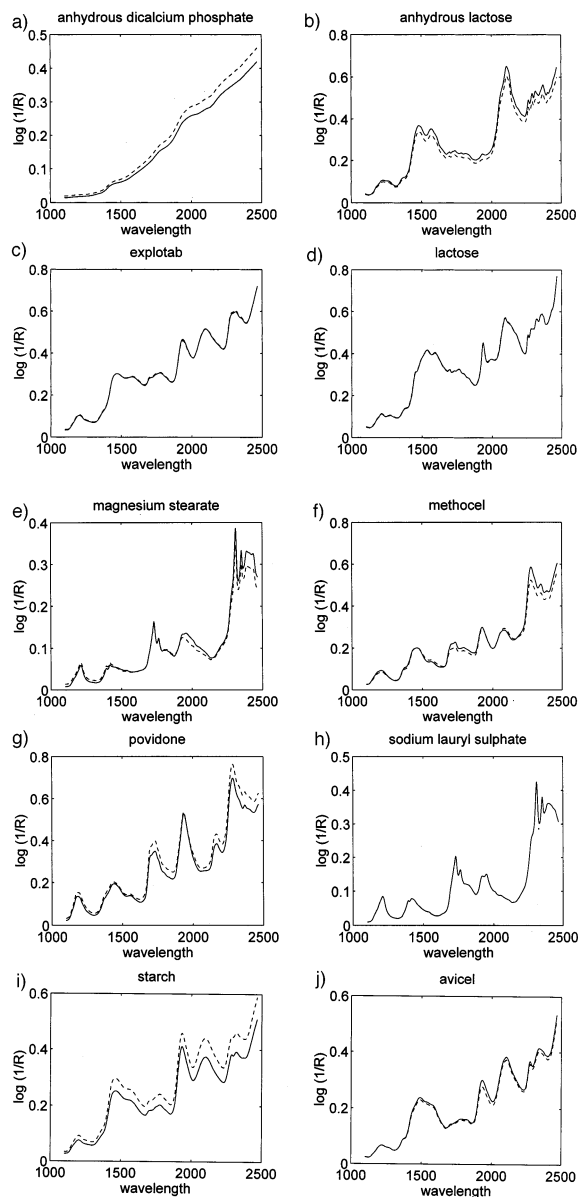 a) anhydrous dicalcium phosphate
0.5
0.4
0.3
0.2
0.1
0
log (1/R)
1000 1500 2000 2500
wavelength
b) anhydrous lactose
0.8
0.6
0.4
0.2
0
log (1/R)
1000 1500 2000 2500
wavelength
c) explotab
0.8
0.6
0.4
0.2
0
log (1/R)
1000 1500 2000 2500
wavelength
d) lactose
0.8
0.6
0.4
0.2
0
log (1/R)
1000 1500 2000 2500
wavelength
e) magnesium stearate
0.4
0.3
0.2
0.1
0
log (1/R)
1000 1500 2000 2500
wavelength
f) methocel
0.8
0.6
0.4
0.2
0
log (1/R)
1000 1500 2000 2500
wavelength
g) povidone
0.8
0.6
0.4
0.2
0
log (1/R)
1000 1500 2000 2500
wavelength
h) sodium lauryl sulphate
0.5
0.4
0.3
0.2
0.1
0
log (1/R)
1000 1500 2000 2500
wavelength
i) starch
0.6
0.4
0.2
0
log (1/R)
1000 1500 2000 2500
wavelength
j) avicel
0.6
0.4
0.2
0
log (1/R)
1000 1500 2000 2500
wavelength